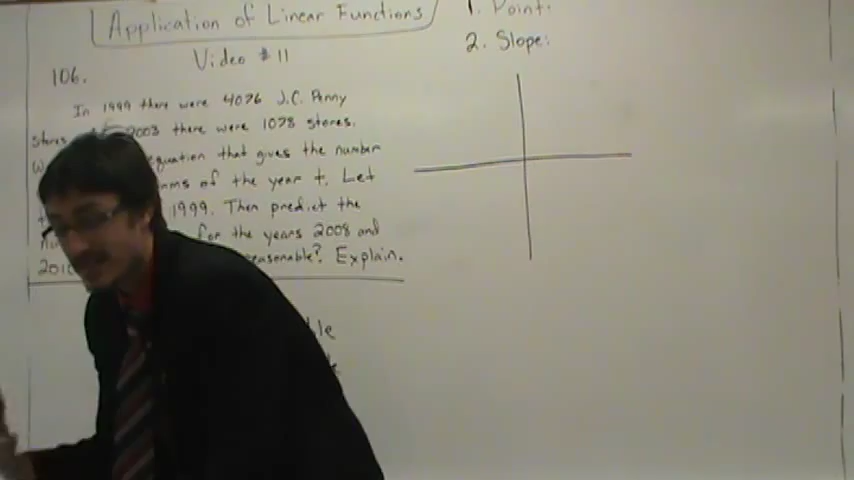 Application of Linear Functions
Video #11
106.
In 1999 there were 4076 J.C. Penny
stores. 2003 there were 1078 stores.
equation that gives the number
of the year t. Let
1999. Then predict the
for the years 2008 and
reasonable? Explain.
1. Point:
2. Slope: